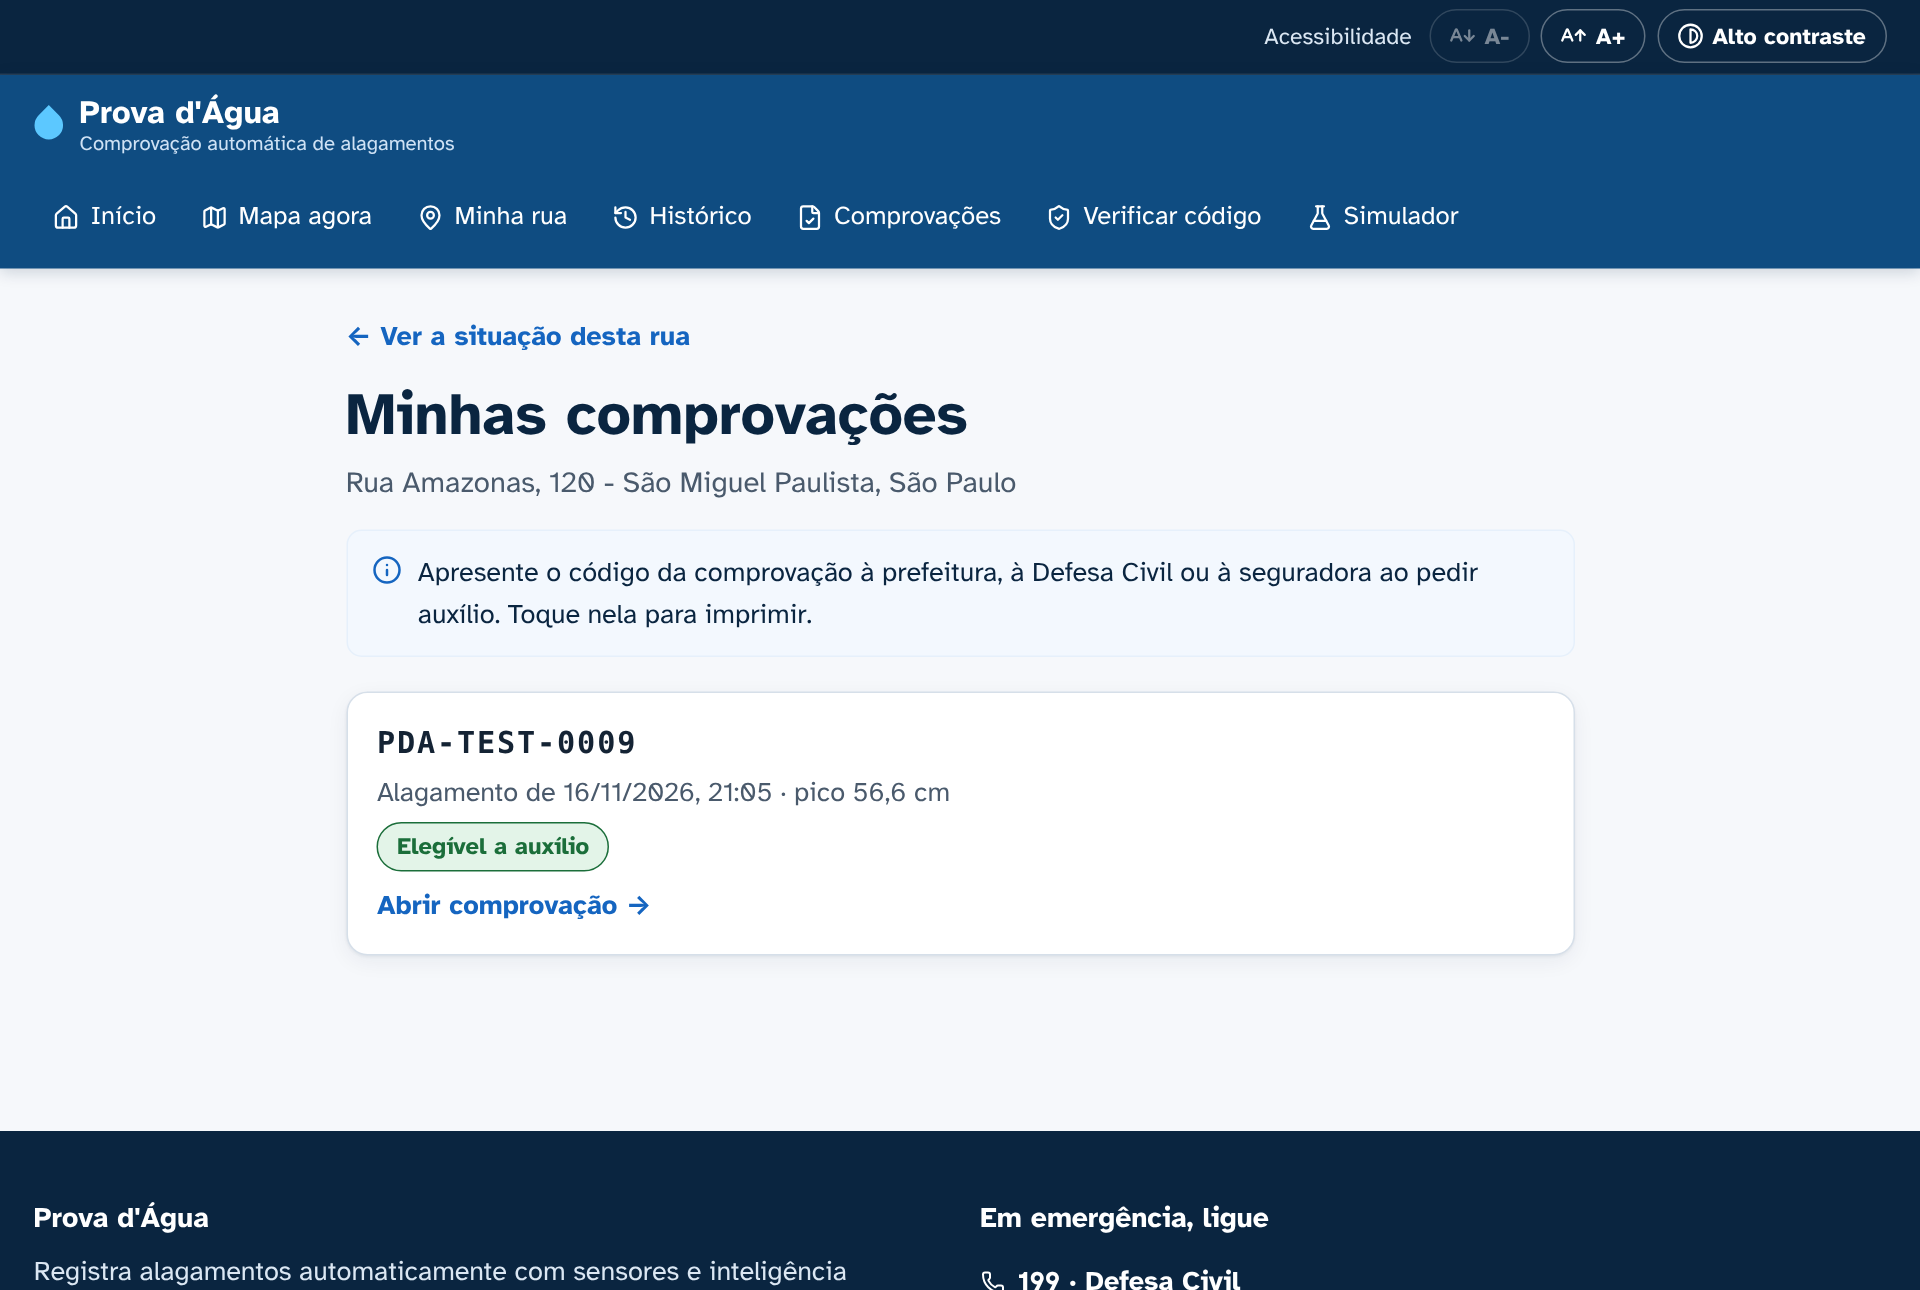 Acessibilidade A- A+ Alto contraste
Prova d'Água
Comprovação automática de alagamentos
Início Mapa agora Minha rua Histórico Comprovações Verificar código Simulador
← Ver a situação desta rua
Minhas comprovações
Rua Amazonas, 120 - São Miguel Paulista, São Paulo
Apresente o código da comprovação à prefeitura, à Defesa Civil ou à seguradora ao pedir
auxílio. Toque nela para imprimir.
PDA-TEST-0009
Alagamento de 16/11/2026, 21:05 · pico 56,6 cm
Elegível a auxílio
Abrir comprovação →
Prova d'Água
Registra alagamentos automaticamente com sensores e inteligência
Em emergência, ligue
199 · Defesa Civil